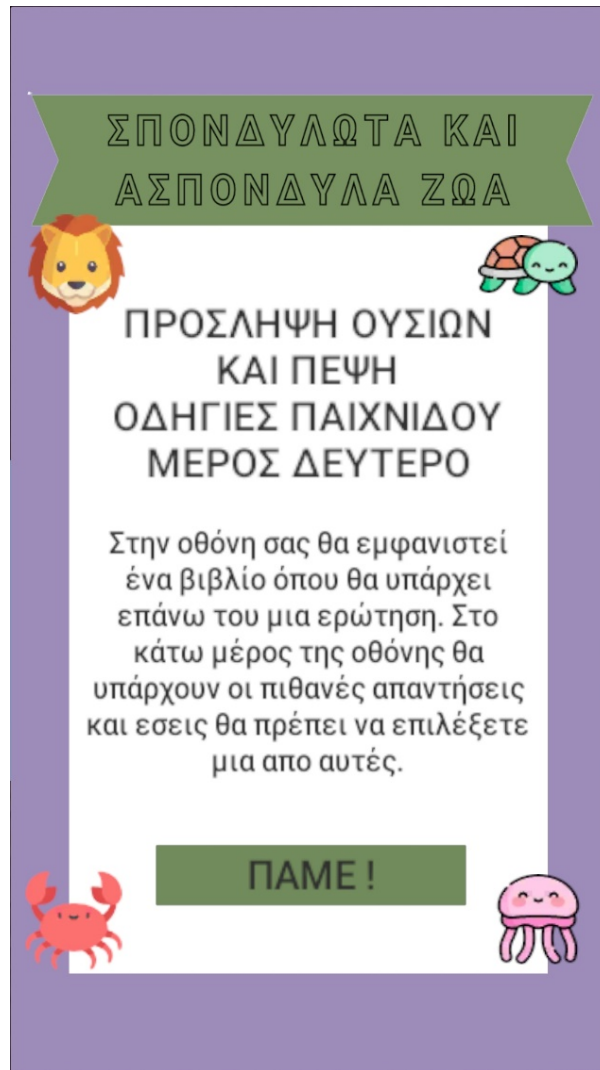 ΣΠΟΝΔΥΛΩΤΑ ΚΑΙ
ΑΣΠΟΝΔΥΛΑ ΖΩΑ
ΠΡΟΣΛΗΨΗ ΟΥΣΙΩΝ
ΚΑΙ ΠΕΨΗ
ΟΔΗΓΙΕΣ ΠΑΙΧΝΙΔΟΥ
ΜΕΡΟΣ ΔΕΥΤΕΡΟ
Στην οθόνη σας θα εμφανιστεί
ένα βιβλίο όπου θα υπάρχει
επάνω του μια ερώτηση. Στο
κάτω μέρος της οθόνης θα
υπάρχουν οι πιθανές απαντήσεις
και εσεις θα πρέπει να επιλέξετε
μια απο αυτές.
ΠΑΜΕ !